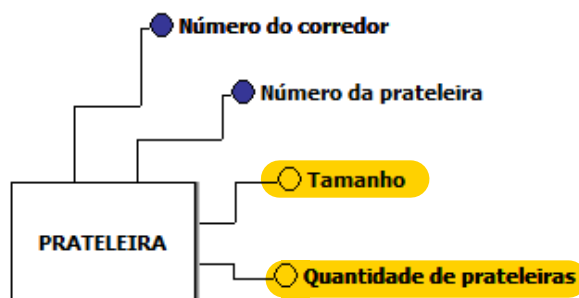 Número do corredor
Número da prateleira
Tamanho
PRATELEIRA
Quantidade de prateleiras